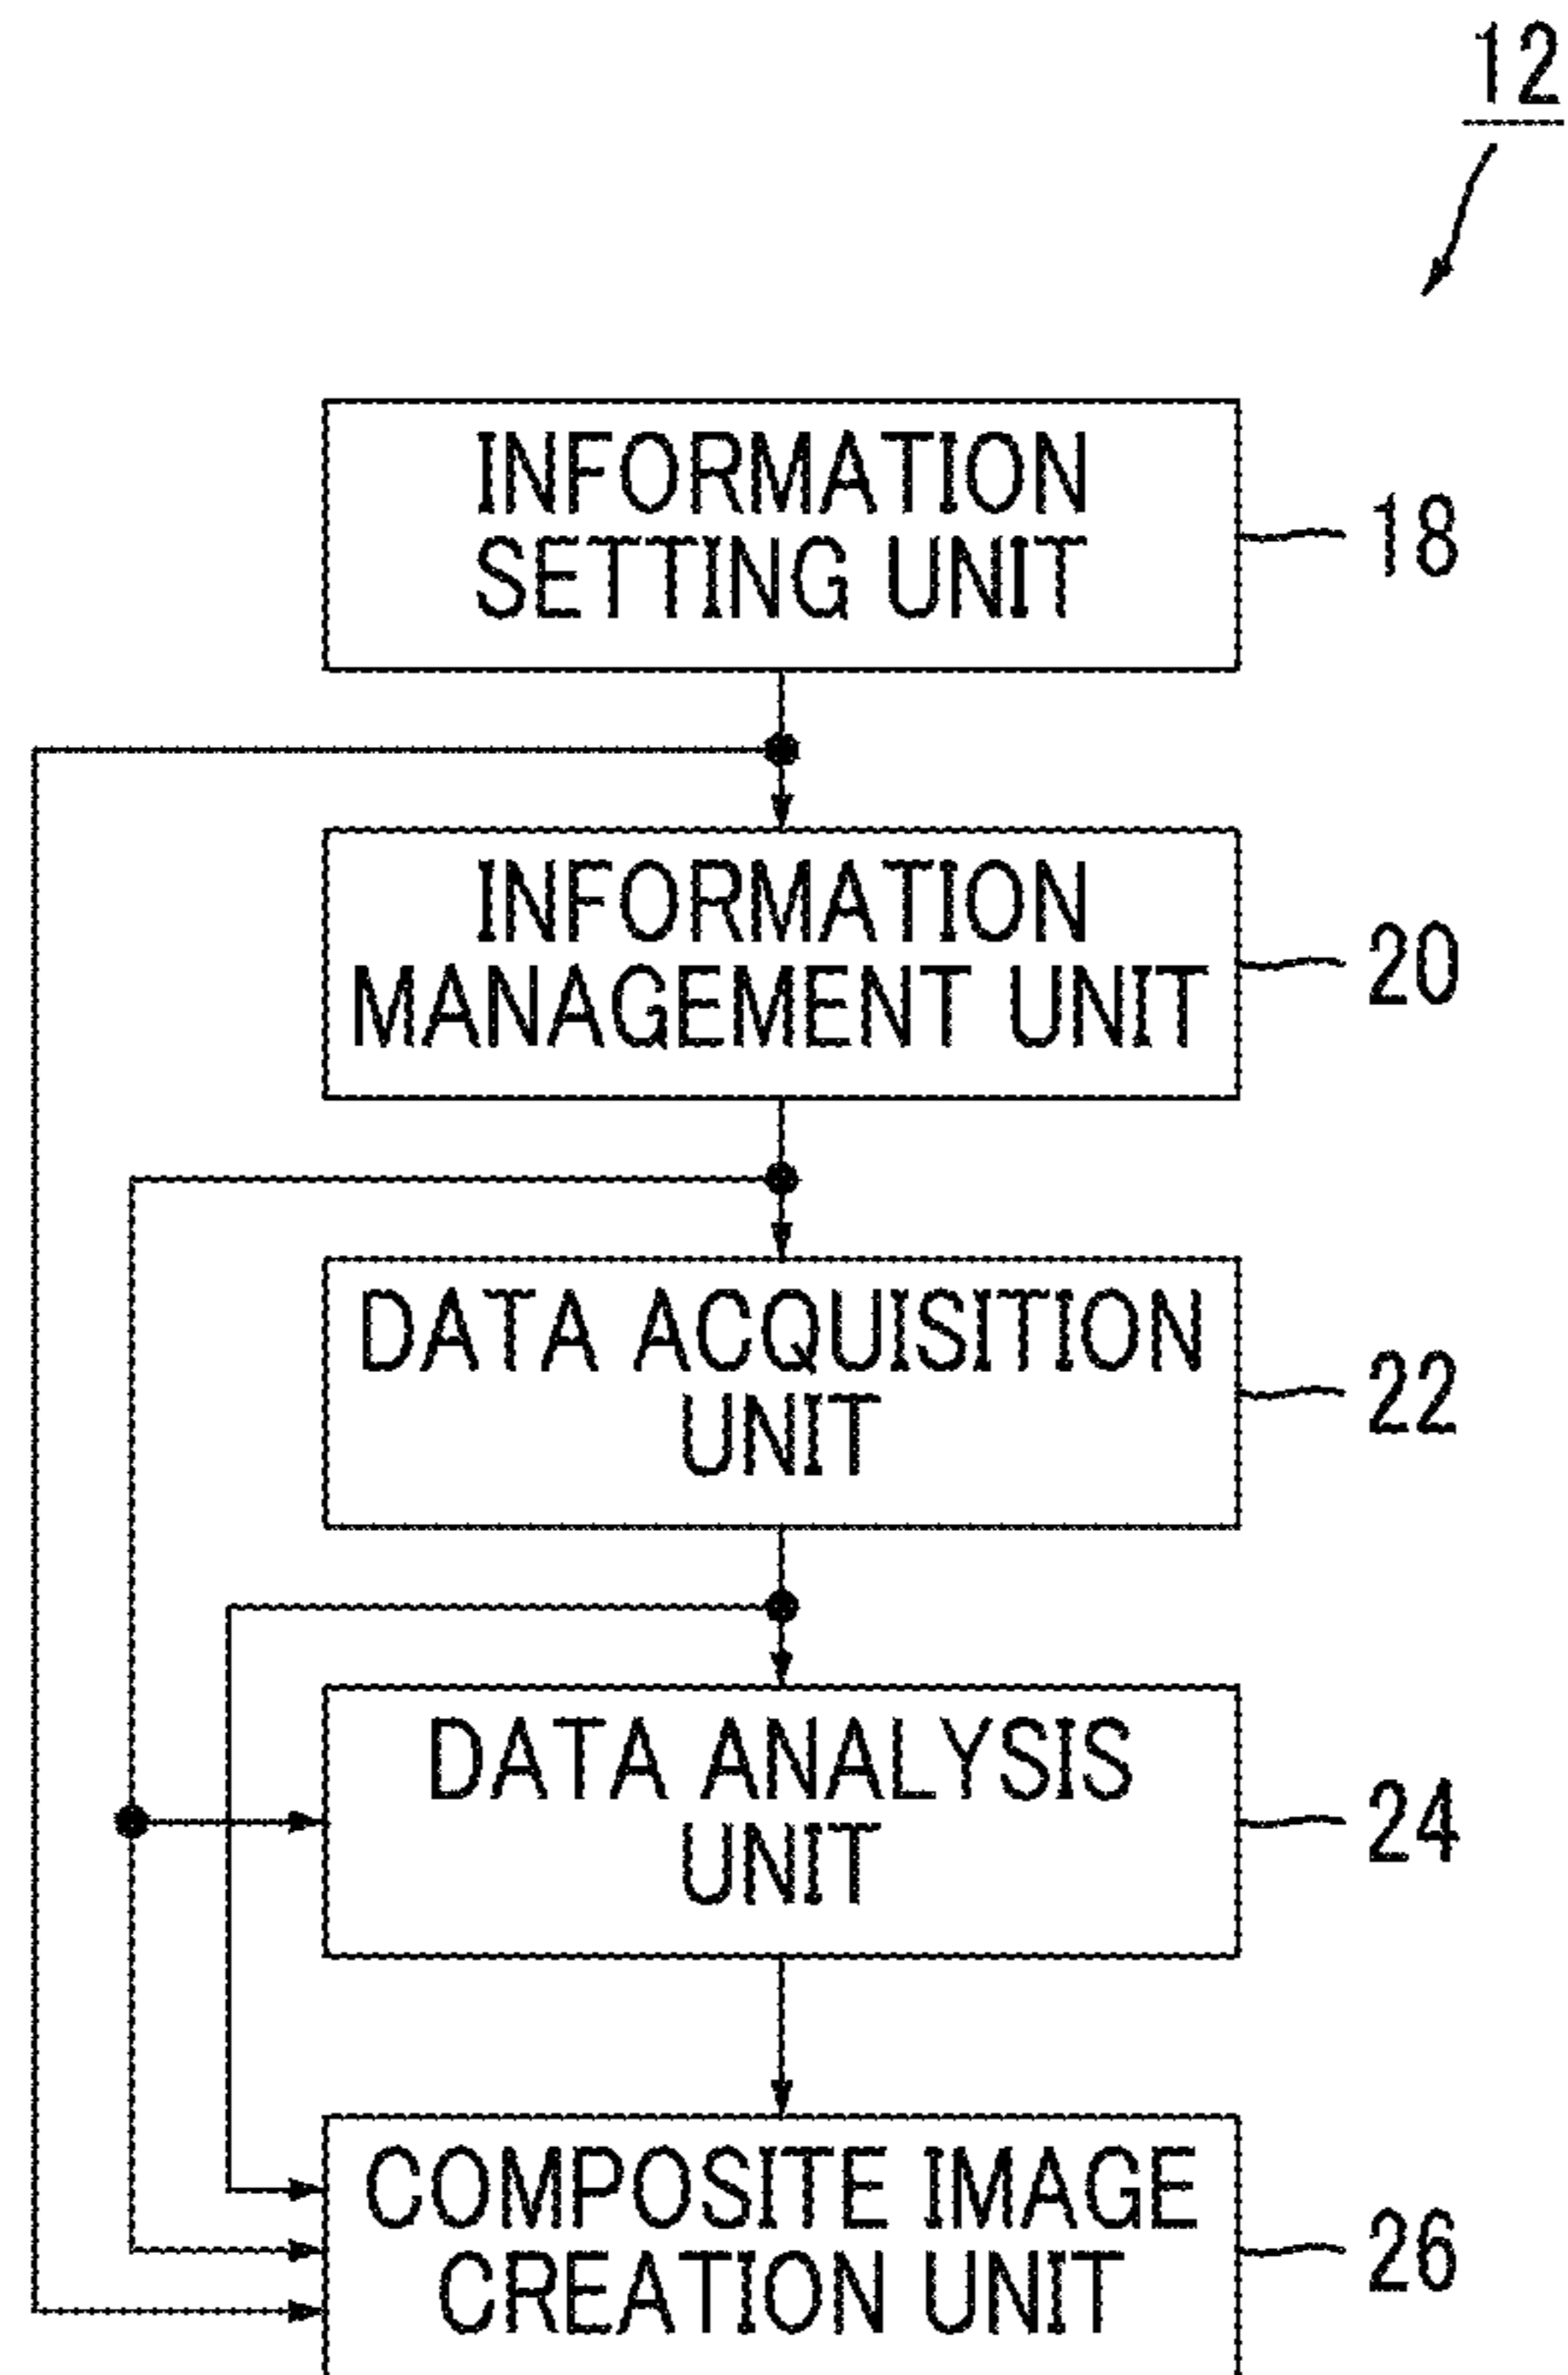 12
INFORMATION
SETTING UNIT
18
INFORMATION
MANAGEMENT UNIT
20
DATA ACQUISITION
UNIT
22
DATA ANALYSIS
UNIT
24
COMPOSITE IMAGE
CREATION UNIT
26